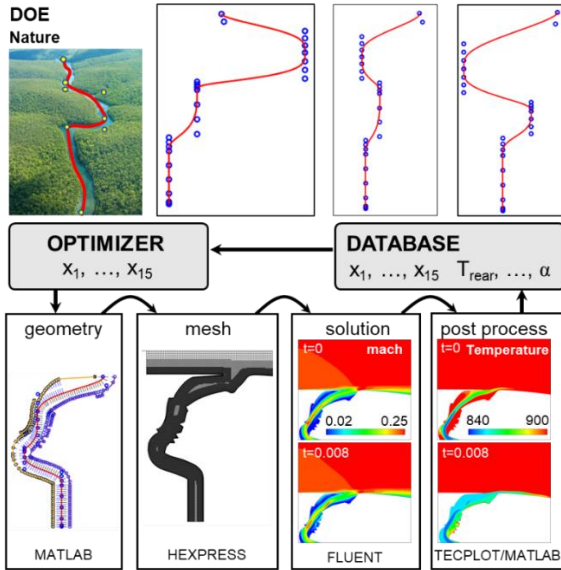 DOE
Nature
OPTIMIZER
x1, …, x15
DATABASE
x1, …, x15 Trear, …, α
geometry
mesh
solution
post process
t=0
mach
t=0 Temperature
0.02
0.25
840
900
t=0.008
t=0.008
MATLAB
HEXPRESS
FLUENT
TECPLOT/MATLAB